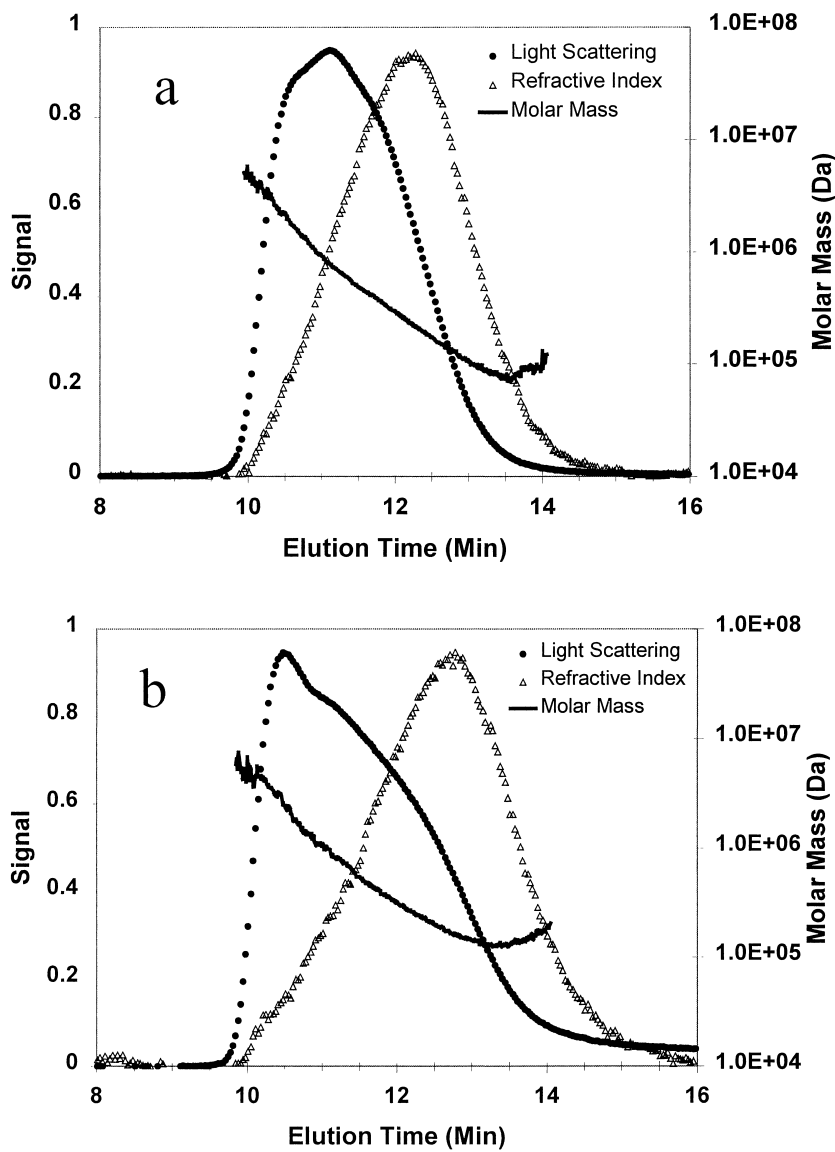 1
1.0E+08
a
Light Scattering
Refractive Index
Molar Mass
0.8
1.0E+07
0.6
Signal
1.0E+06
Molar Mass (Da)
0.4
1.0E+05
0.2
0
1.0E+04
8
10
12
14
16
Elution Time (Min)
1
1.0E+08
b
Light Scattering
Refractive Index
Molar Mass
0.8
1.0E+07
0.6
Signal
1.0E+06
Molar Mass (Da)
0.4
1.0E+05
0.2
0
1.0E+04
8
10
12
14
16
Elution Time (Min)